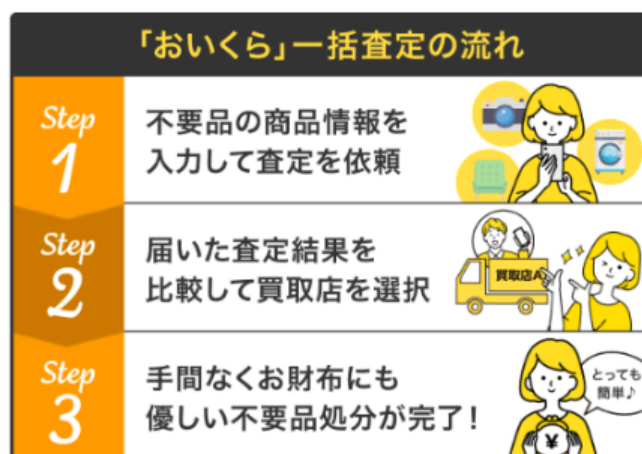 「おいくら」一括査定の流れ
Step
1
不要品の商品情報を
入力して査定を依頼
Step
2
届いた査定結果を
比較して買取店を選択
買取店A
Step
3
手間なくお財布にも
優しい不要品処分が完了！
とっても
簡単♪
¥